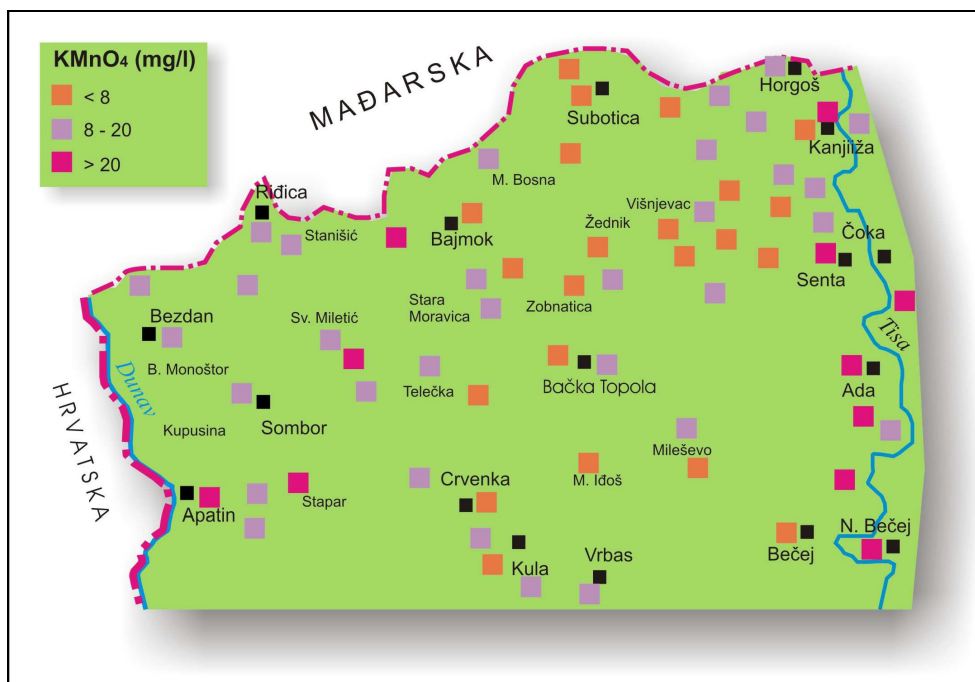 KMnO₄ (mg/l)
< 8
8 - 20
> 20
MAĐARSKA
Horgoš
Subotica
Kanjiža
M. Bosna
Riđica
Višnjevac
Stanišić
Bajmok
Žednik
Čoka
Senta
Stara
Moravica
Zobnatica
Bezdan
Sv. Miletić
Tisa
B. Monoštor
Dunav
Telečka
Bačka Topola
Ada
HRVATSKA
Kupusina
Sombor
Mileševo
Crvenka
M. Iđoš
Stapar
Apatin
N. Bečej
Bečej
Vrbas
Kula